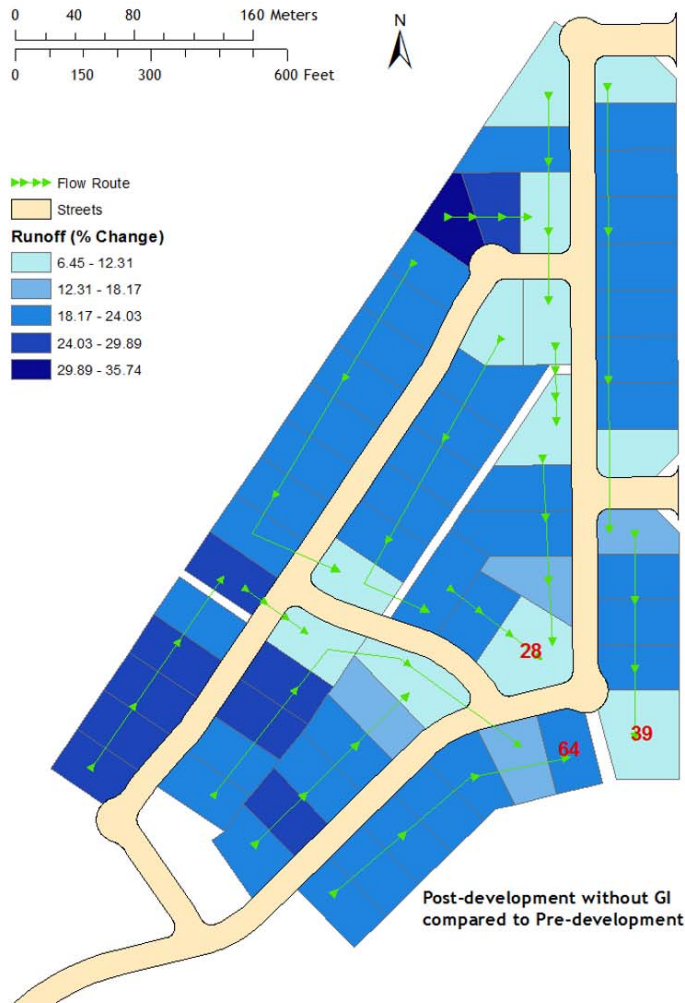 0 40 80 160 Meters
0 150 300 600 Feet
N
Flow Route
Streets
Runoff (% Change)
6.45 - 12.31
12.31 - 18.17
18.17 - 24.03
24.03 - 29.89
29.89 - 35.74
28
39
64
Post-development without GI
compared to Pre-development